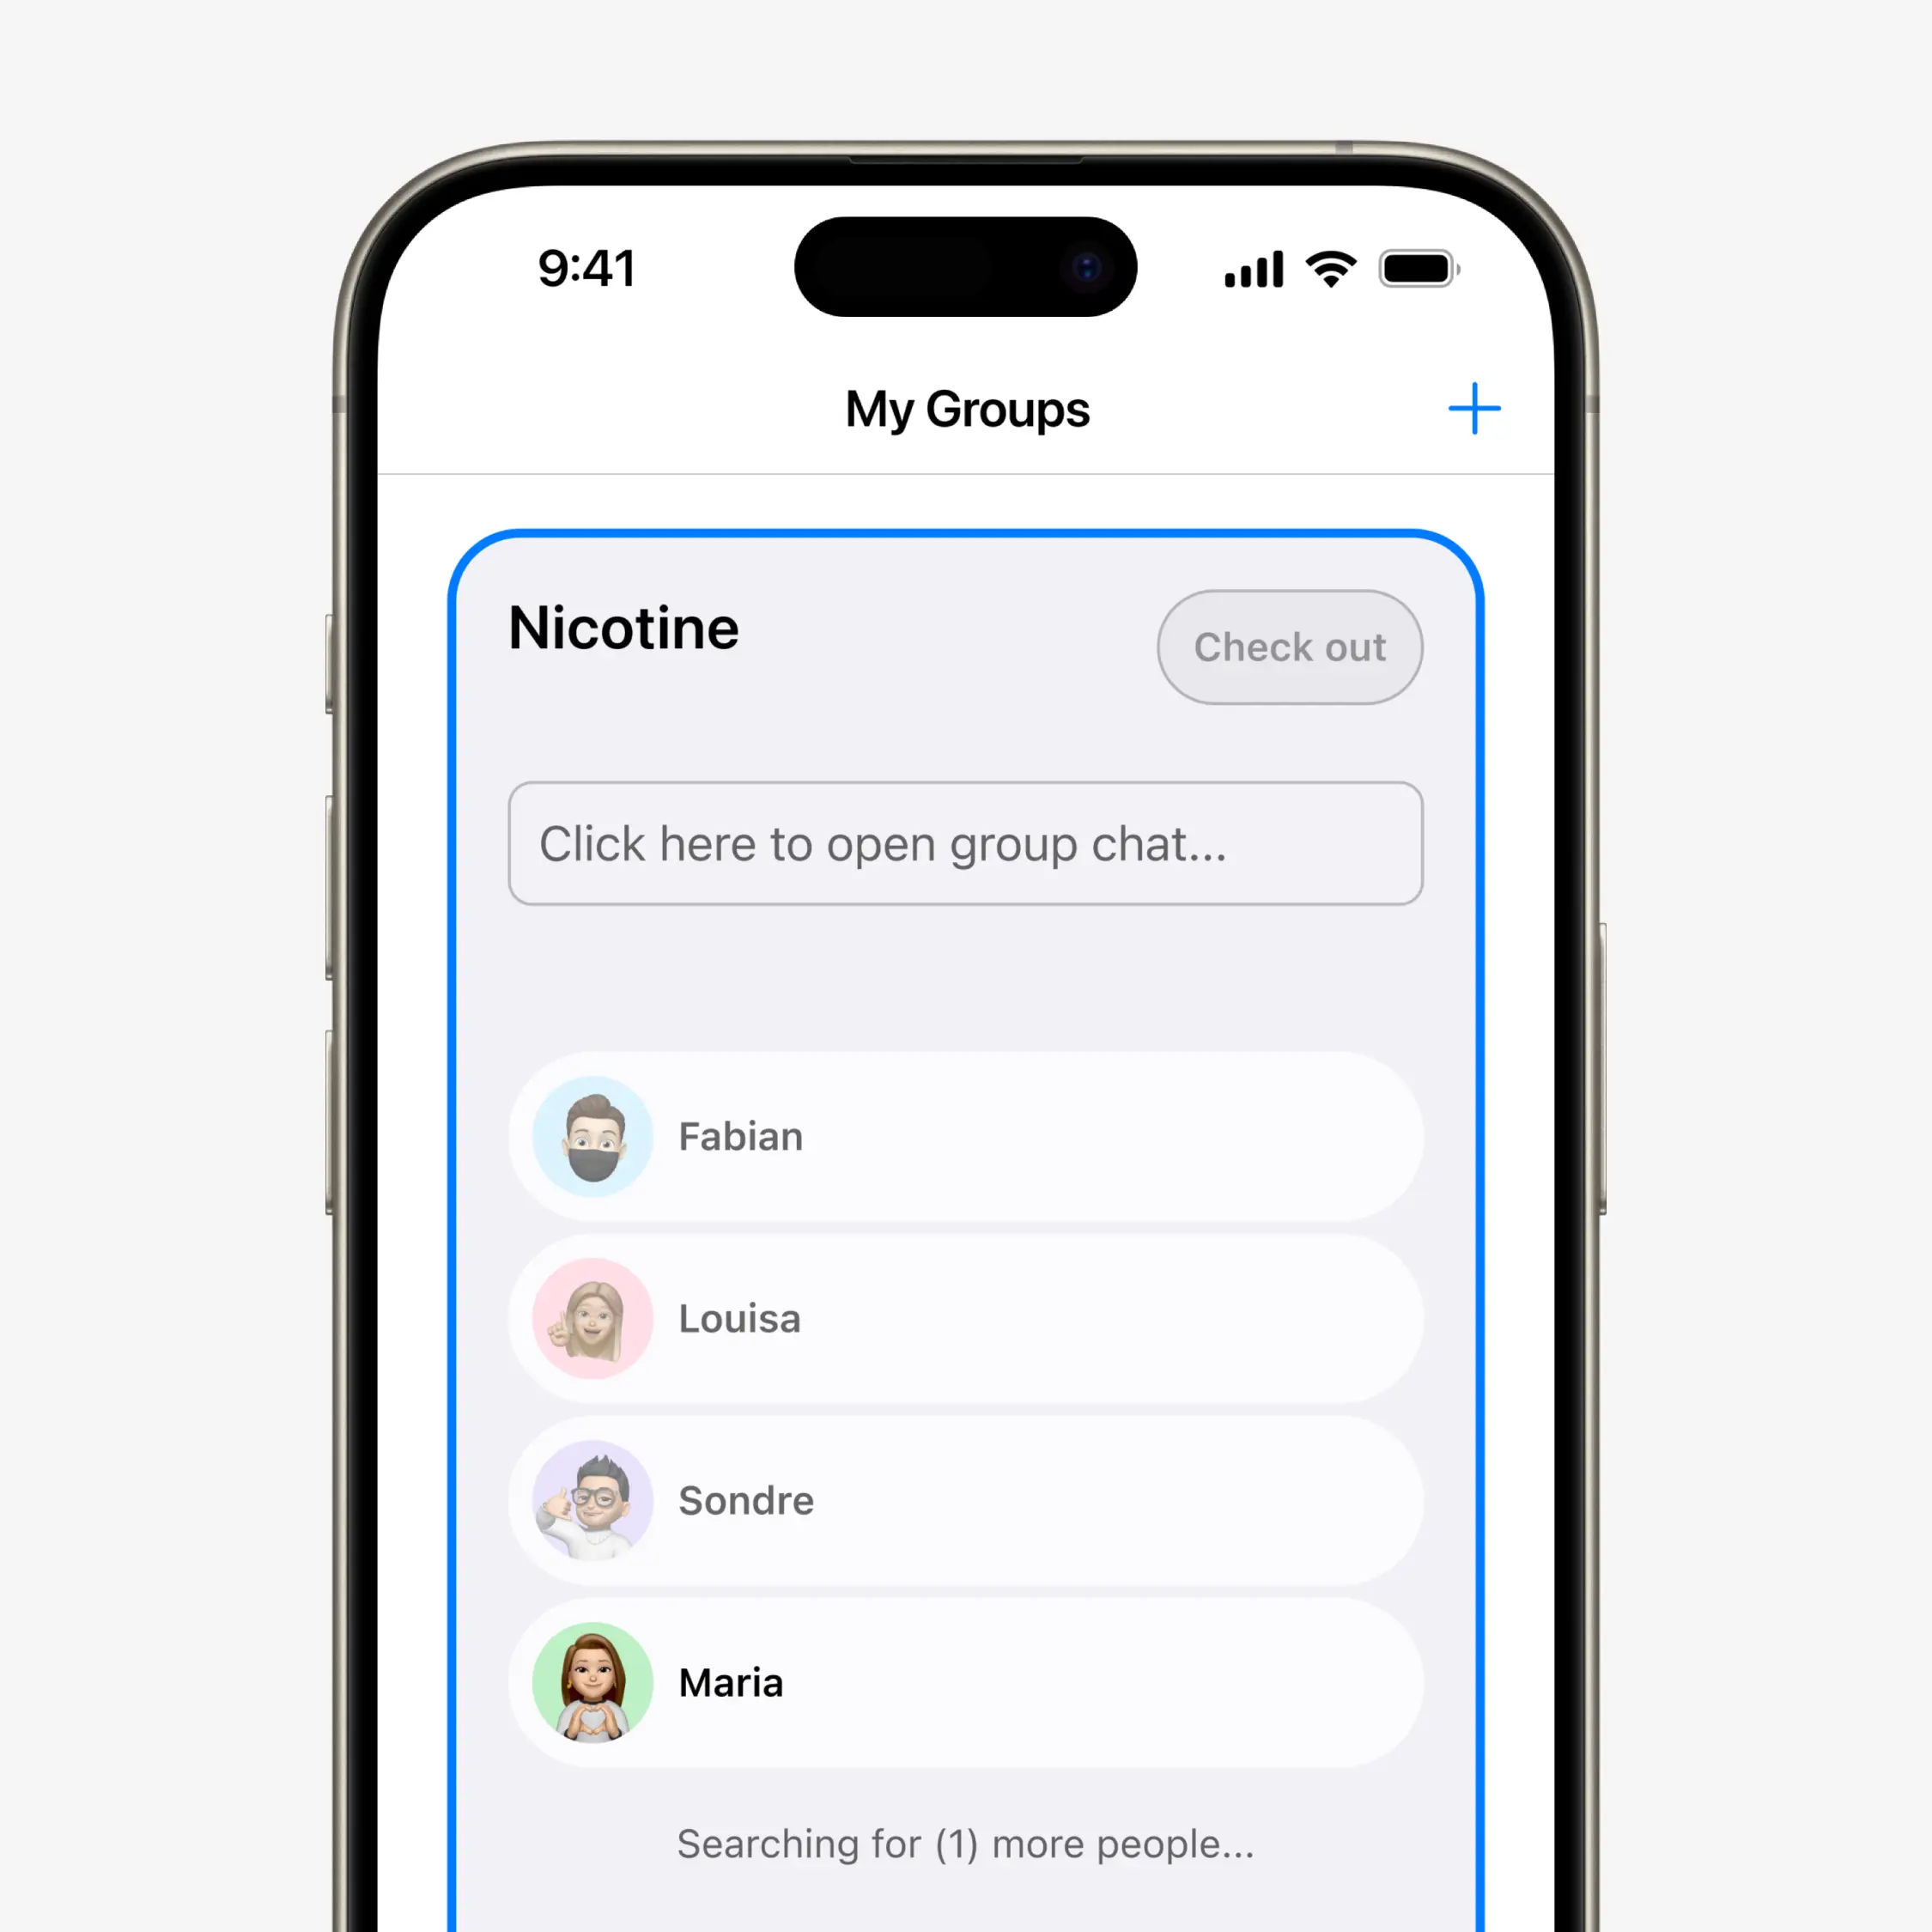 9:41
My Groups
Nicotine
Check out
Click here to open group chat...
Fabian
Louisa
Sondre
Maria
Searching for (1) more people...